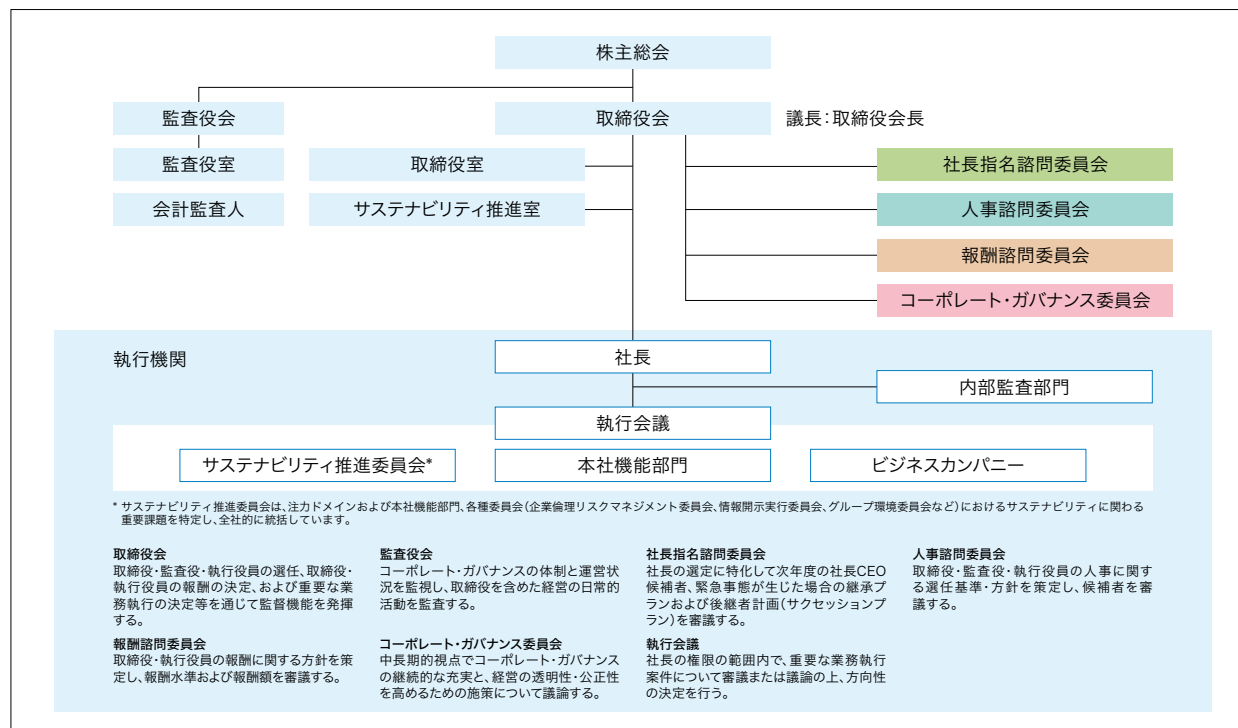 株主総会
監査役会
取締役会
議長:取締役会長
監査役室
取締役室
社長指名諮問委員会
会計監査人
サステナビリティ推進室
人事諮問委員会
報酬諮問委員会
コーポレート・ガバナンス委員会
執行機関
社長
内部監査部門
執行会議
サステナビリティ推進委員会*
本社機能部門
ビジネスカンパニー
* サステナビリティ推進委員会は、注力ドメインおよび本社機能部門、各種委員会(企業倫理リスクマネジメント委員会、情報開示実行委員会、グループ環境委員会など)におけるサステナビリティに関わる
重要課題を特定し、全社的に統括しています。
取締役会
取締役・監査役・執行役員の選任、取締役・
執行役員の報酬の決定、および重要な業
務執行の決定等を通じて監督機能を発揮
する。
監査役会
コーポレート・ガバナンスの体制と運営状
況を監視し、取締役を含めた経営の日常的
活動を監査する。
社長指名諮問委員会
社長の選定に特化して次年度の社長CEO
候補者、緊急事態が生じた場合の継承プ
ランおよび後継者計画(サクセッションプ
ラン)を審議する。
人事諮問委員会
取締役・監査役・執行役員の人事に関す
る選任基準・方針を策定し、候補者を審
議する。
報酬諮問委員会
取締役・執行役員の報酬に関する方針を策
定し、報酬水準および報酬額を審議する。
コーポレート・ガバナンス委員会
中長期的視点でコーポレート・ガバナンス
の継続的な充実と、経営の透明性・公正性
を高めるための施策について議論する。
執行会議
社長の権限の範囲内で、重要な業務執行
案件について審議または議論の上、方向性
の決定を行う。